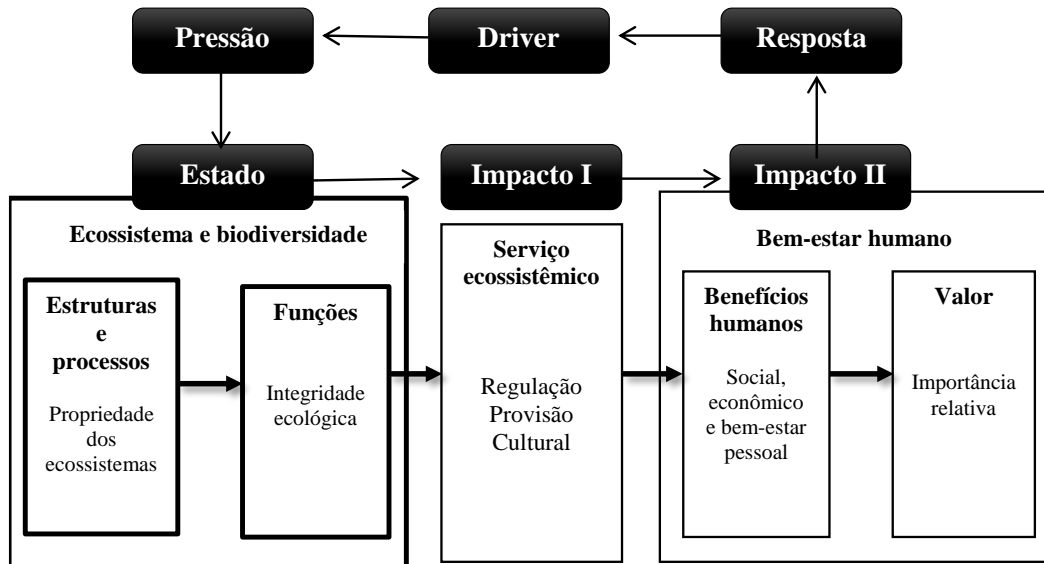 Pressão
Driver
Resposta
Estado
Impacto I
Impacto II
Ecossistema e biodiversidade
Estruturas
e
processos
Propriedade
dos
ecossistemas
Funções
Integridade
ecológica
Serviço
ecossistêmico
Regulação
Provisão
Cultural
Bem-estar humano
Benefícios
humanos
Social,
econômico
e bem-estar
pessoal
Valor
Importância
relativa